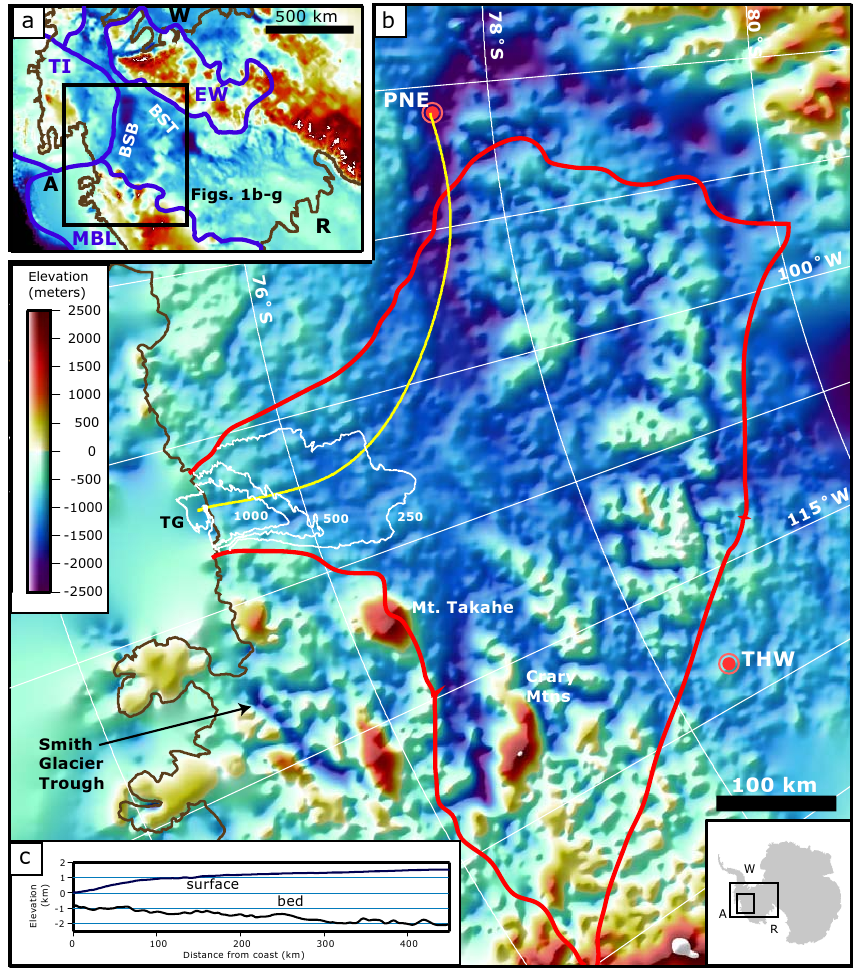 a
W
500 km
TI
EW
BSB
BST
A
Figs. 1b-g
R
MBL
b
78°S
80°
PNE
100°W
Elevation
(meters)
2500
2000
1500
1000
500
0
-500
-1000
-1500
-2000
-2500
76°S
TG
1000
500
250
115°W
Mt. Takahe
THW
Crary
Mtns
Smith
Glacier
Trough
100 km
c
Elevation
(km)
2
1
0
-1
-2
surface
bed
0
100
200
300
400
Distance from coast (km)
W
A
R